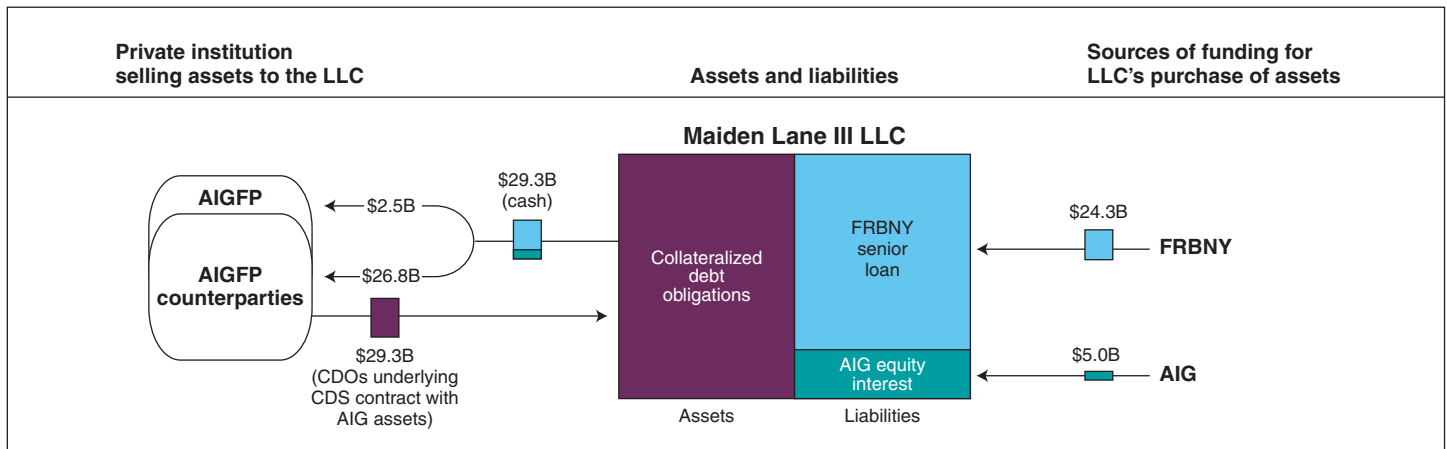 Private institution
selling assets to the LLC
Assets and liabilities
Sources of funding for
LLC’s purchase of assets
Maiden Lane III LLC
AIGFP
AIGFP
counterparties
$2.5B
$26.8B
$29.3B
(cash)
$29.3B
(CDOs underlying
CDS contract with
AIG assets)
Collateralized
debt
obligations
FRBNY
senior
loan
AIG equity
interest
Assets
Liabilities
$24.3B
FRBNY
$5.0B
AIG